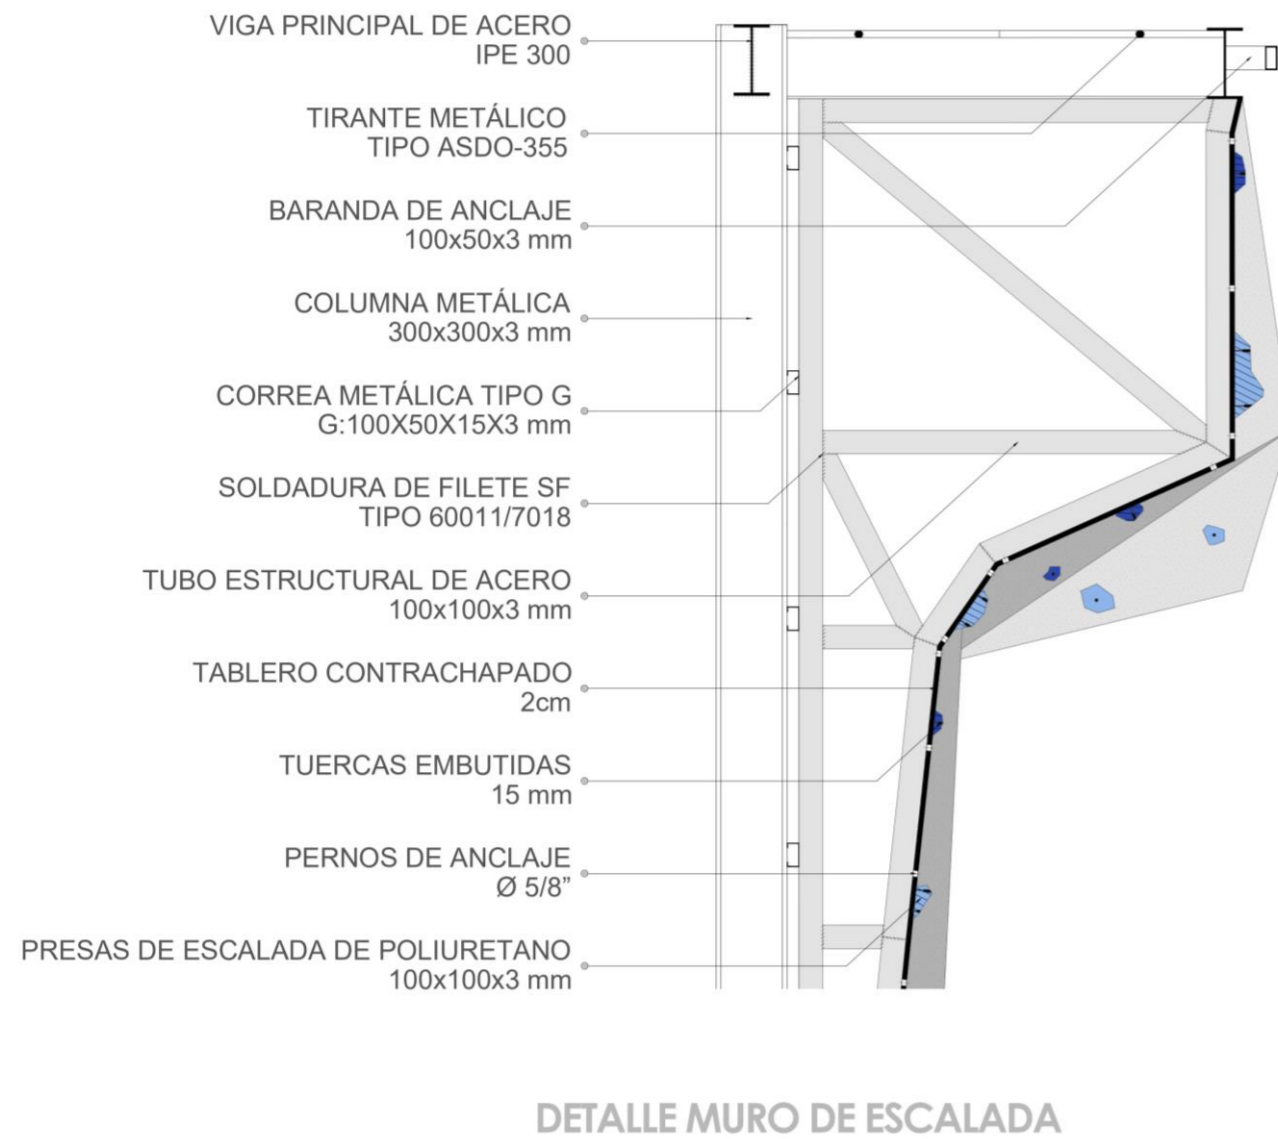 VIGA PRINCIPAL DE ACERO
IPE 300
TIRANTE METÁLICO
TIPO ASDO-355
BARANDA DE ANCLAJE
100x50x3 mm
COLUMNA METÁLICA
300x300x3 mm
CORREA METÁLICA TIPO G
G:100X50X15X3 mm
SOLDADURA DE FILETE SF
TIPO 60011/7018
TUBO ESTRUCTURAL DE ACERO
100x100x3 mm
TABLERO CONTRACHAPADO
2cm
TUERCAS EMBUTIDAS
15 mm
PERNOS DE ANCLAJE
Ø 5/8”
PRESAS DE ESCALADA DE POLIURETANO
100x100x3 mm
DETALLE MURO DE ESCALADA